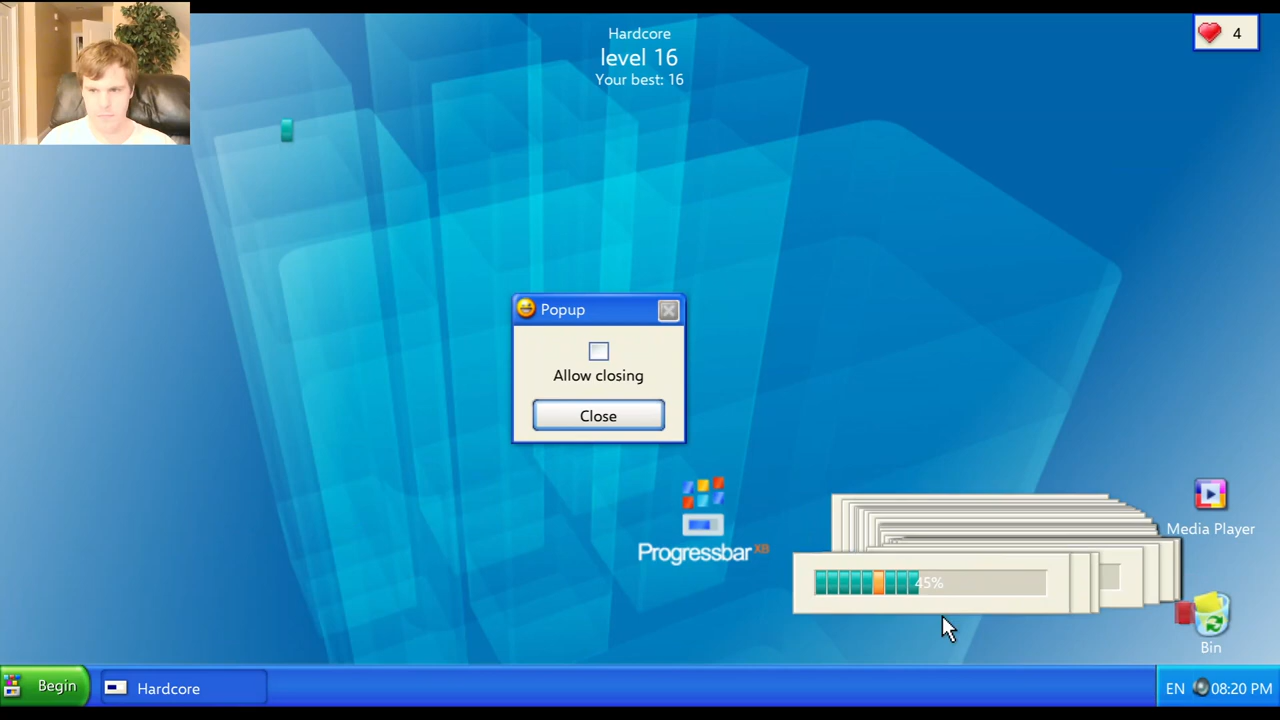 Hardcore
level 16
Your best: 16
4
Popup
Allow closing
Close
Progressbar XB
45%
Media Player
Bin
Begin
Hardcore
EN 08:20 PM